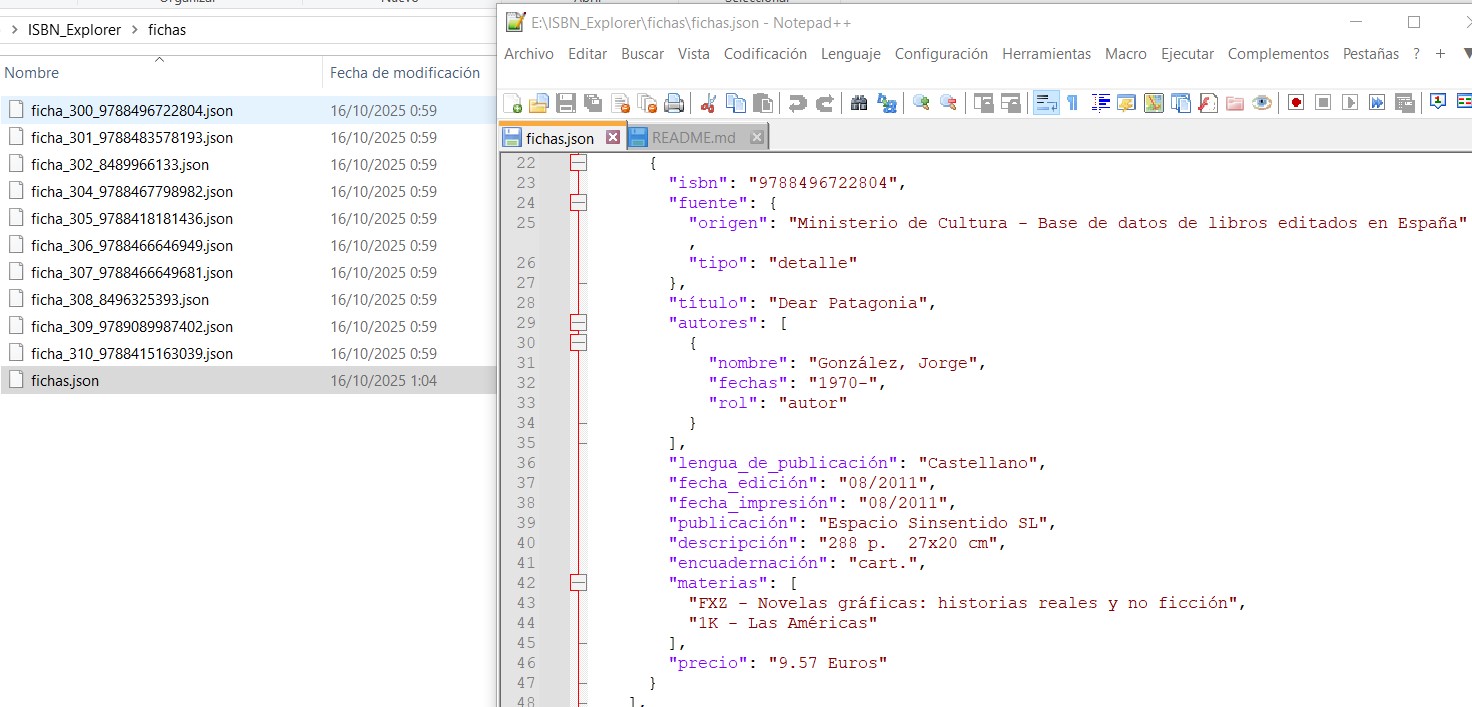 E:\ISBN_Explorer\fichas\fichas.json - Notepad++
ISBN_Explorer > fichas
Archivo Editar Buscar Vista Codificación Lenguaje Configuración Herramientas Macro Ejecutar Complementos Pestañas ? +
Nombre Fecha de modificación
ficha_300_9788496722804.json 16/10/2025 0:59
ficha_301_9788483578193.json 16/10/2025 0:59
ficha_302_8489966133.json 16/10/2025 0:59
ficha_304_9788467798982.json 16/10/2025 0:59
ficha_305_9788418181436.json 16/10/2025 0:59
ficha_306_9788466646949.json 16/10/2025 0:59
ficha_307_9788466649681.json 16/10/2025 0:59
ficha_308_8496325393.json 16/10/2025 0:59
ficha_309_9789089987402.json 16/10/2025 0:59
ficha_310_9788415163039.json 16/10/2025 0:59
fichas.json 16/10/2025 1:04
fichas.json README.md
22 {
23 "isbn": "9788496722804",
24 "fuente": {
25 "origen": "Ministerio de Cultura - Base de datos de libros editados en España"
,
26 "tipo": "detalle"
27 },
28 "título": "Dear Patagonia",
29 "autores": [
30 {
31 "nombre": "González, Jorge",
32 "fechas": "1970-",
33 "rol": "autor"
34 }
35 ],
36 "lengua_de_publicación": "Castellano",
37 "fecha_edición": "08/2011",
38 "fecha_impresión": "08/2011",
39 "publicación": "Espacio Sinsentido SL",
40 "descripción": "288 p.  27x20 cm",
41 "encuadernación": "cart.",
42 "materias": [
43 "FXZ - Novelas gráficas: historias reales y no ficción",
44 "1K - Las Américas"
45 ],
46 "precio": "9.57 Euros"
47 }
48 ],